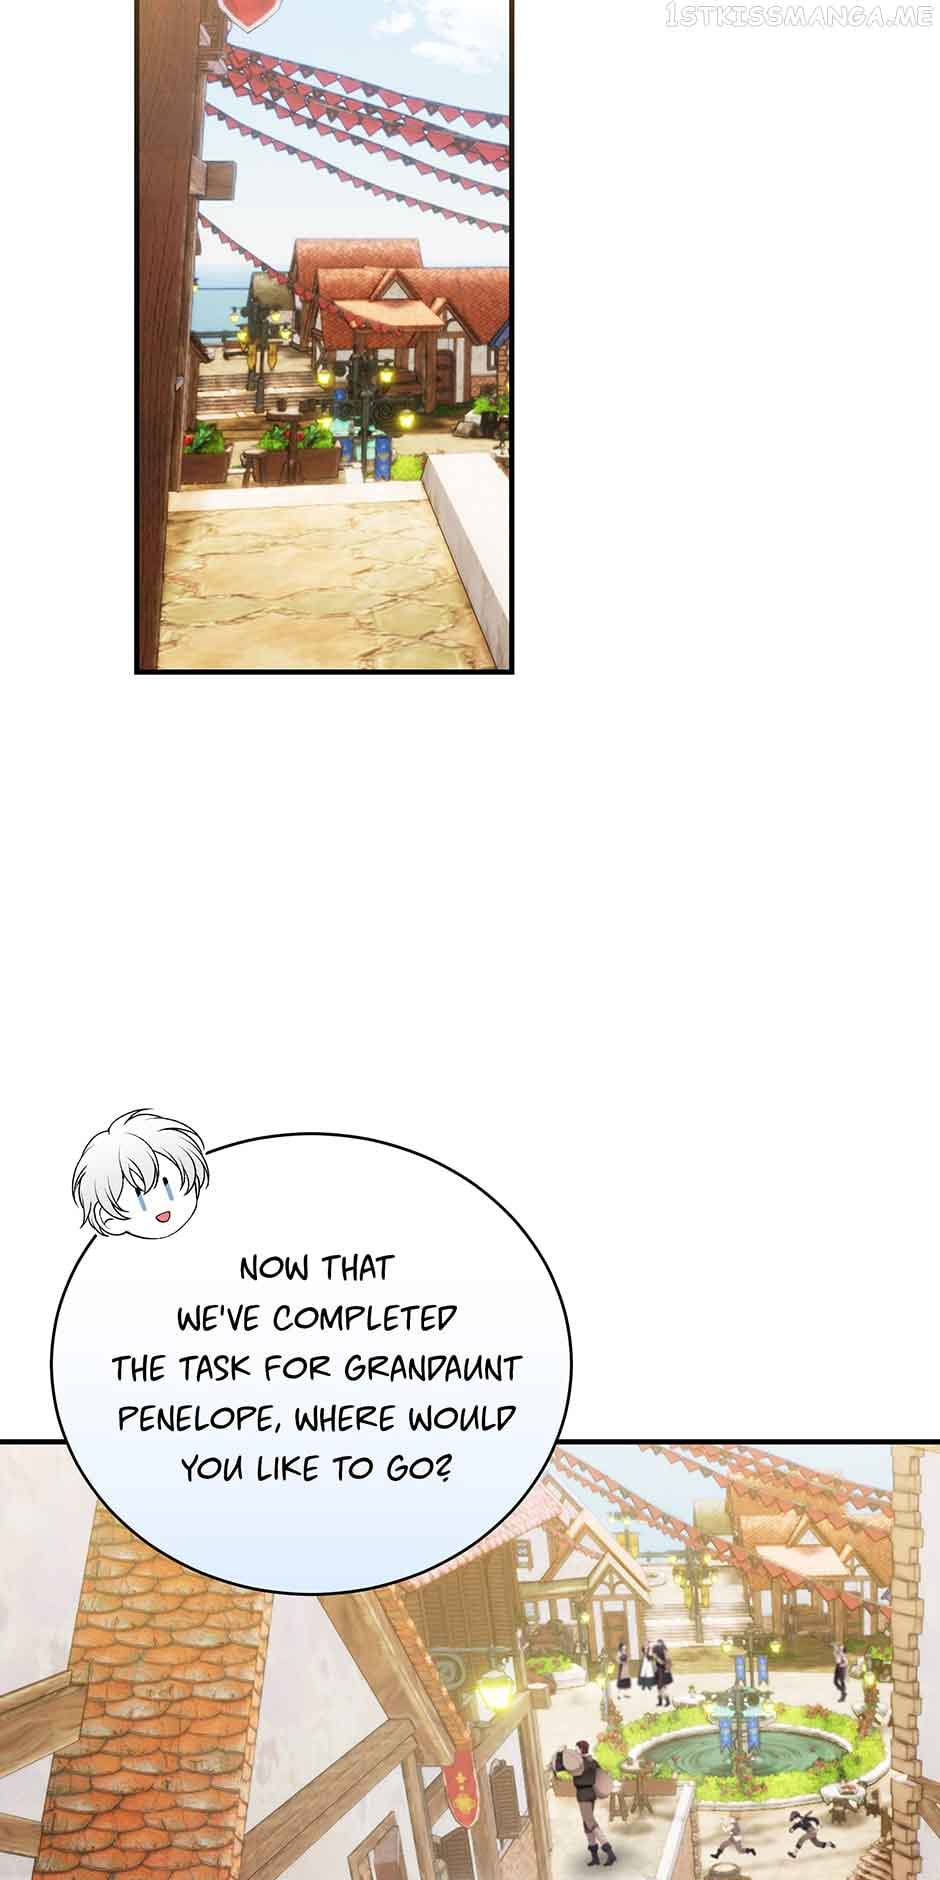 1STKISSMANGA.ME
NOW THAT
WE'VE COMPLETED
THE TASK FOR GRANDAUNT
PENELOPE, WHERE WOULD
YOU LIKE TO GO?